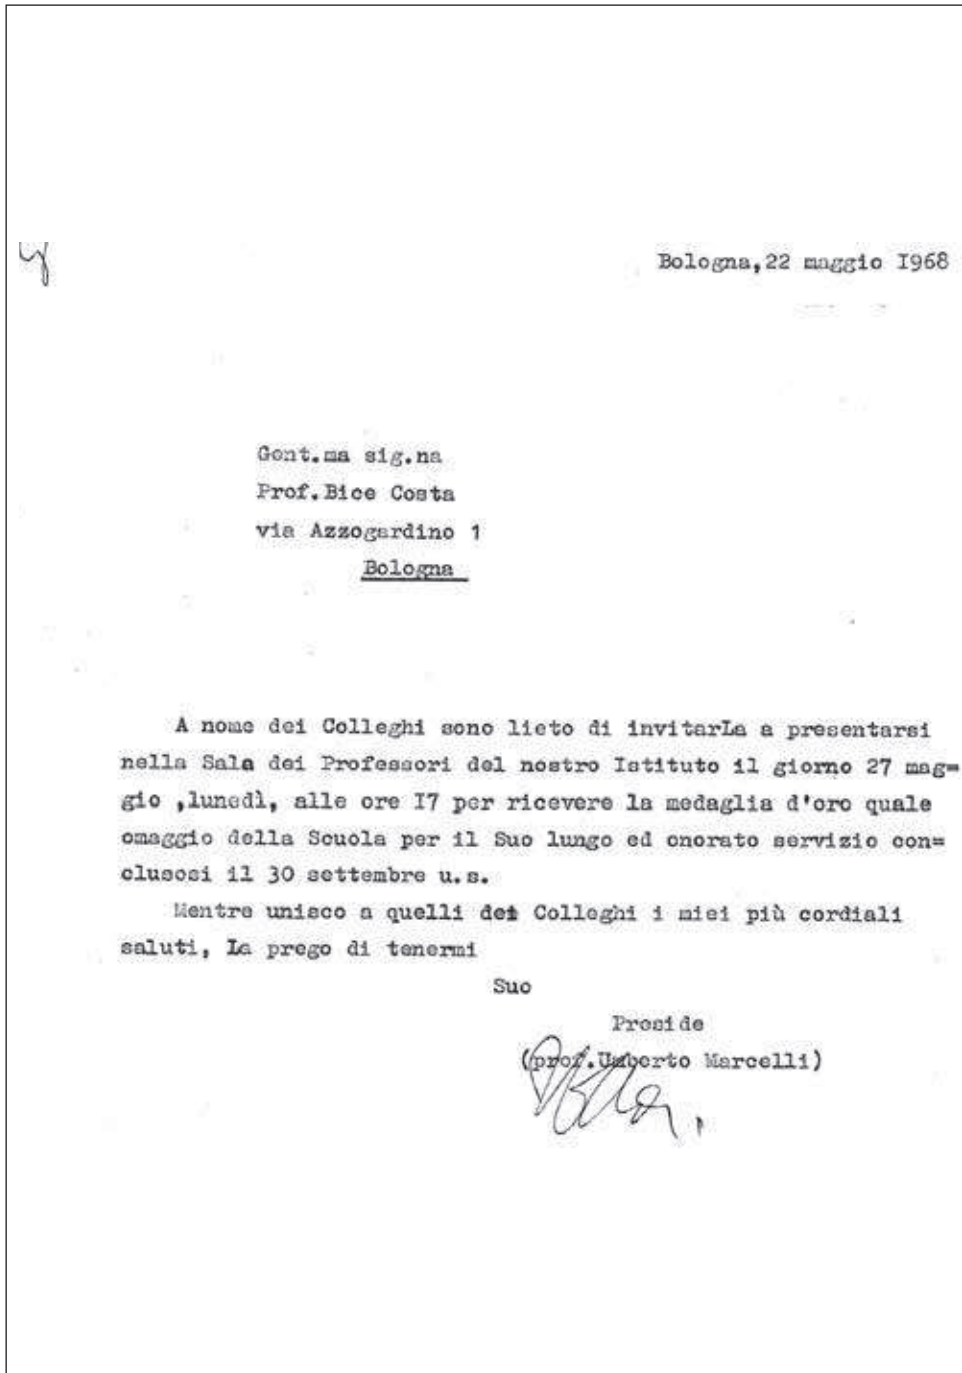 Bologna,22 maggio I968
Gent.ma sig.na
Prof.Bice Costa
via Azzogardino 1
Bologna
A nome dei Colleghi sono lieto di invitarLa a presentarsi
nella Sala dei Professori del nostro Istituto il giorno 27 mag=
gio ,lunedì, alle ore I7 per ricevere la medaglia d'oro quale
omaggio della Scuola per il Suo lungo ed onorato servizio con=
clusosi il 30 settembre u.s.
Mentre unisco a quelli dei Colleghi i miei più cordiali
saluti, La prego di tenermi
Suo
Preside
(prof.Umberto Marcelli)